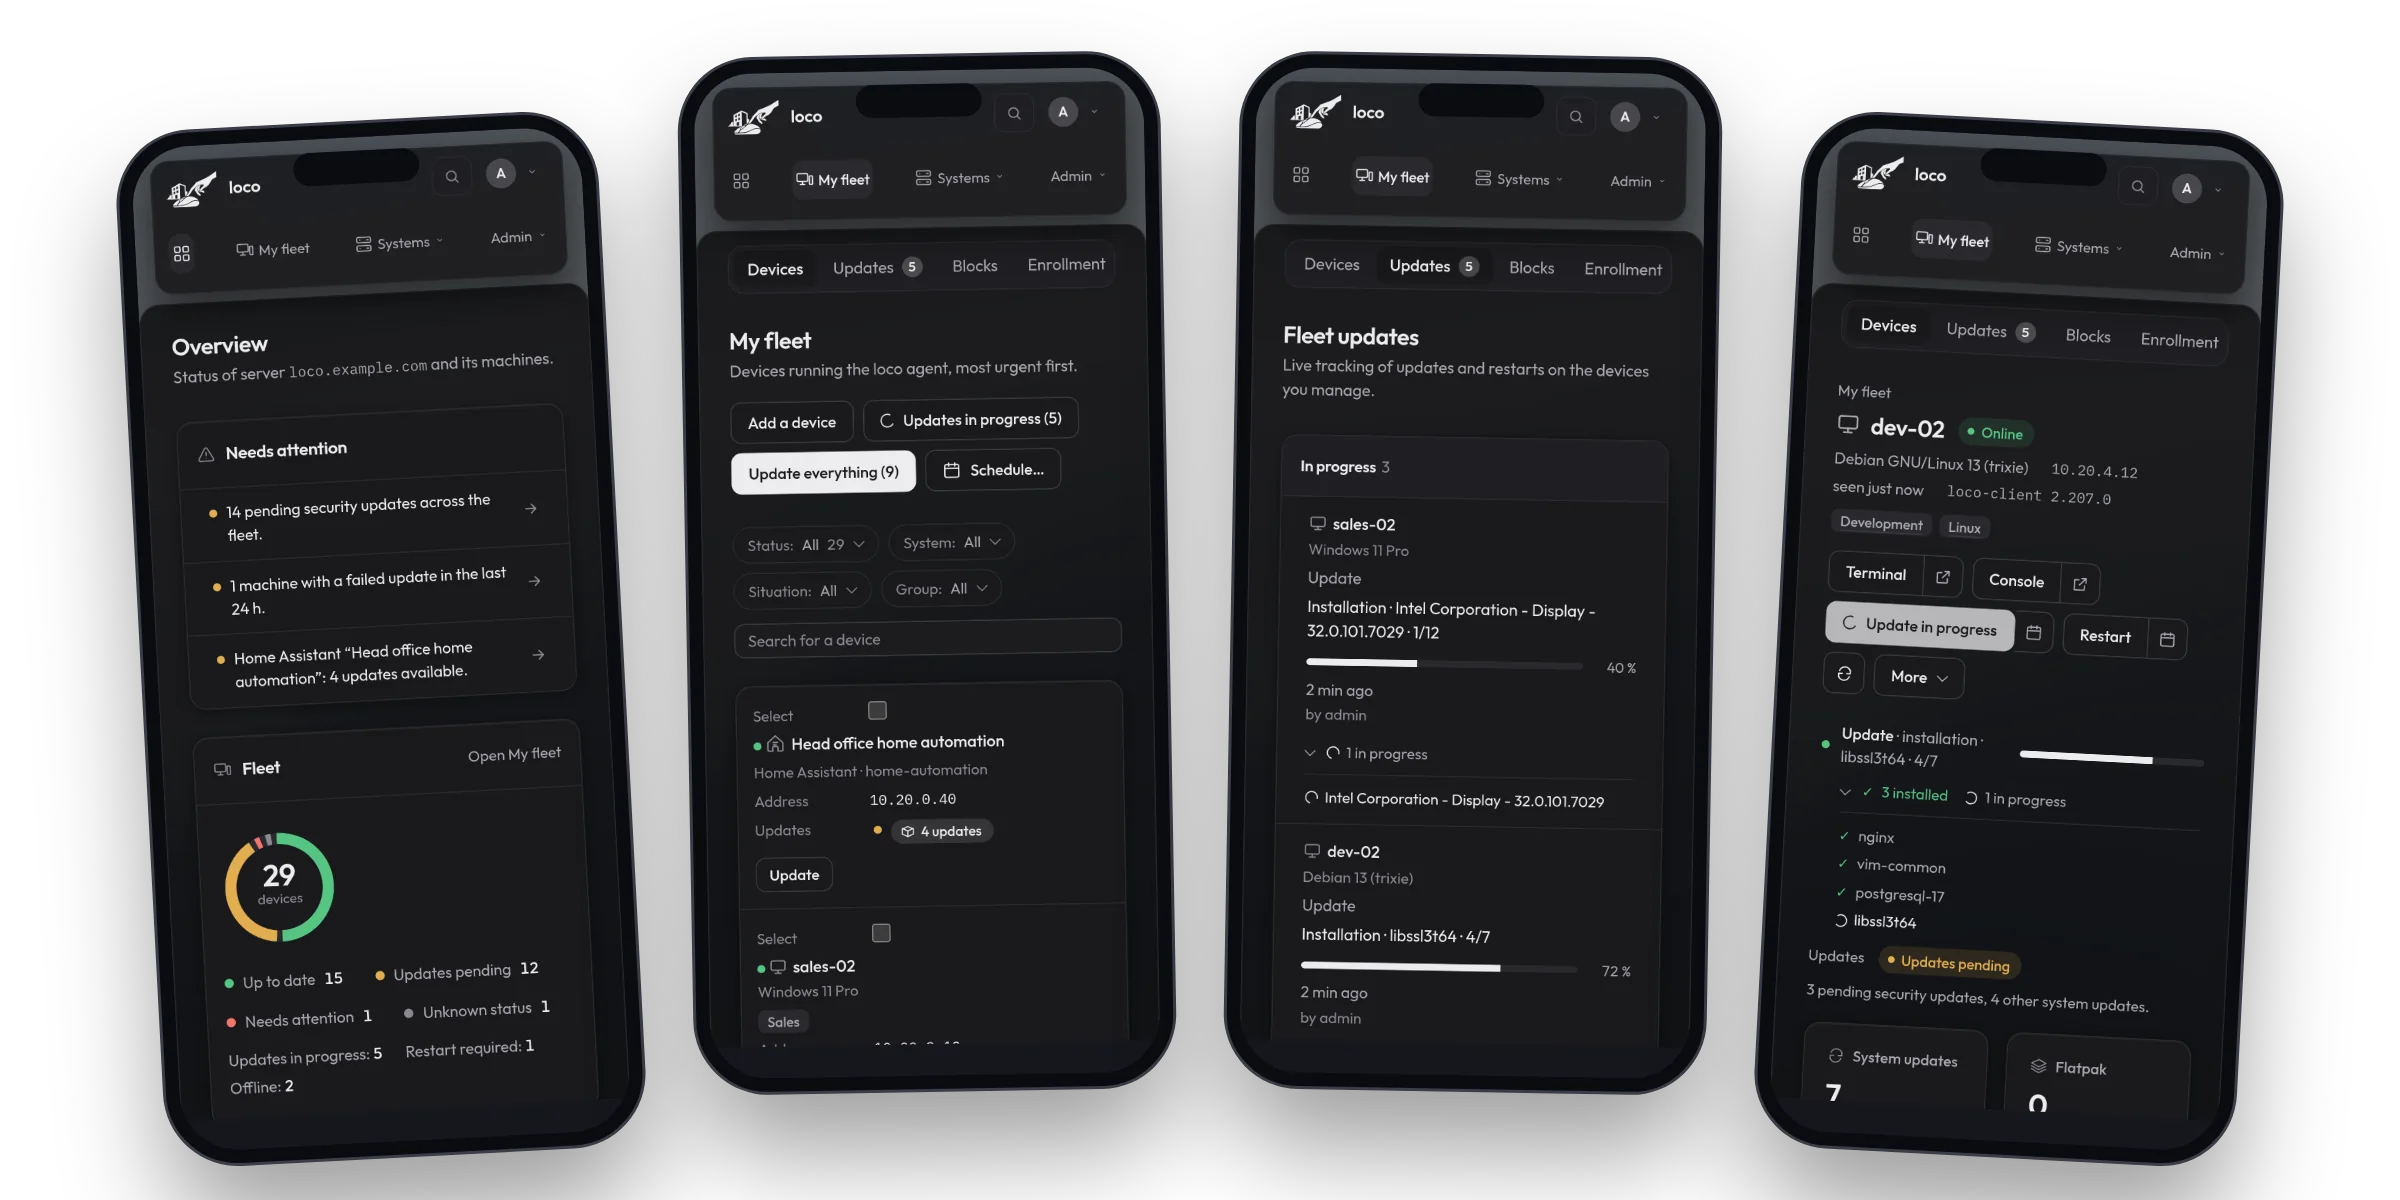 loco
A
My fleet
Systems
Admin
Overview
Status of server loco.example.com and its machines.
Needs attention
14 pending security updates across the
fleet.
1 machine with a failed update in the last
24 h.
Home Assistant “Head office home
automation”: 4 updates available.
Fleet
Open My fleet
29
devices
Up to date 15
Updates pending 12
Needs attention 1
Unknown status 1
Updates in progress: 5
Restart required: 1
Offline: 2
loco
A
My fleet
Systems
Admin
Devices
Updates 5
Blocks
Enrollment
My fleet
Devices running the loco agent, most urgent first.
Add a device
Updates in progress (5)
Update everything (9)
Schedule...
Status: All 29
System: All
Situation: All
Group: All
Search for a device
Select
Head office home automation
Home Assistant · home-automation
Address 10.20.0.40
Updates 4 updates
Update
Select
sales-02
Windows 11 Pro
Sales
loco
A
My fleet
Systems
Admin
Devices
Updates 5
Blocks
Enrollment
Fleet updates
Live tracking of updates and restarts on the devices
you manage.
In progress 3
sales-02
Windows 11 Pro
Update
Installation · Intel Corporation - Display -
32.0.101.7029 · 1/12
40 %
2 min ago
by admin
1 in progress
Intel Corporation - Display - 32.0.101.7029
dev-02
Debian 13 (trixie)
Update
Installation · libssl3t64 · 4/7
72 %
2 min ago
by admin
loco
A
My fleet
Systems
Admin
Devices
Updates 5
Blocks
Enrollment
My fleet
dev-02
Online
Debian GNU/Linux 13 (trixie) 10.20.4.12
seen just now loco-client 2.207.0
Development
Linux
Terminal
Console
Update in progress
Restart
More
Update · installation ·
libssl3t64 · 4/7
3 installed
1 in progress
nginx
vim-common
postgresql-17
libssl3t64
Updates
Updates pending
3 pending security updates, 4 other system updates.
System updates
7
Flatpak
0